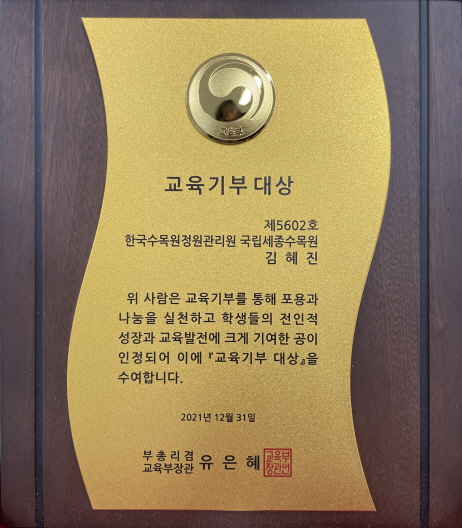 교육부
교육기부 대상
제5602호
한국수목원정원관리원 국립세종수목원
김 혜 진
위 사람은 교육기부를 통해 포용과
나눔을 실천하고 학생들의 전인적
성장과 교육발전에 크게 기여한 공이
인정되어 이에 『교육기부 대상』을
수여합니다.
2021년 12월 31일
부 총 리 겸
교육부장관 유 은 혜
교육부
장관인